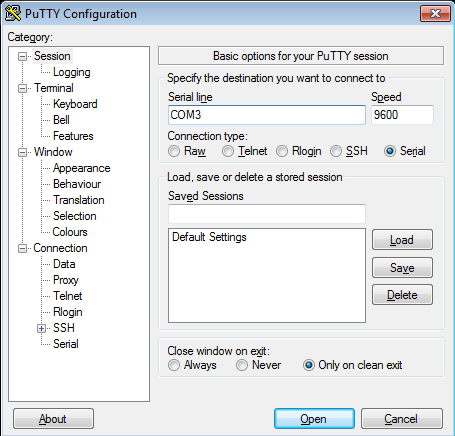 PuTTY Configuration
Category:
Session
Logging
Terminal
Keyboard
Bell
Features
Window
Appearance
Behaviour
Translation
Selection
Colours
Connection
Data
Proxy
Telnet
Rlogin
SSH
Serial
Basic options for your PuTTY session
Specify the destination you want to connect to
Serial line Speed
COM3 9600
Connection type:
Raw Telnet Rlogin SSH Serial
Load, save or delete a stored session
Saved Sessions
Default Settings
Load
Save
Delete
Close window on exit:
Always Never Only on clean exit
About Open Cancel